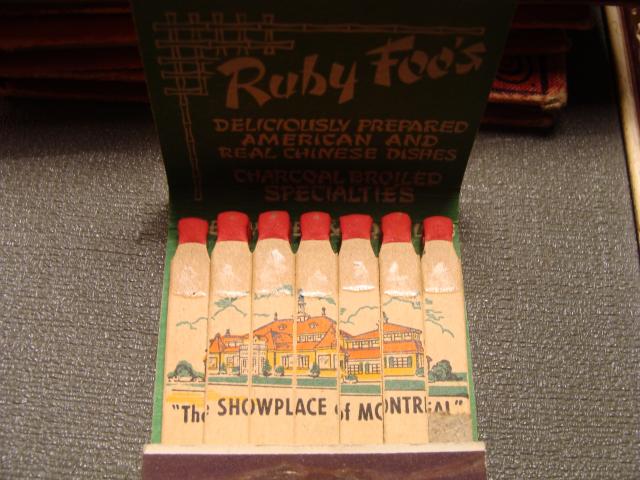 Ruby Foo's
DELICIOUSLY PREPARED
AMERICAN AND
REAL CHINESE DISHES
CHARCOAL BROILED
SPECIALTIES
"The SHOWPLACE of MONTREAL"